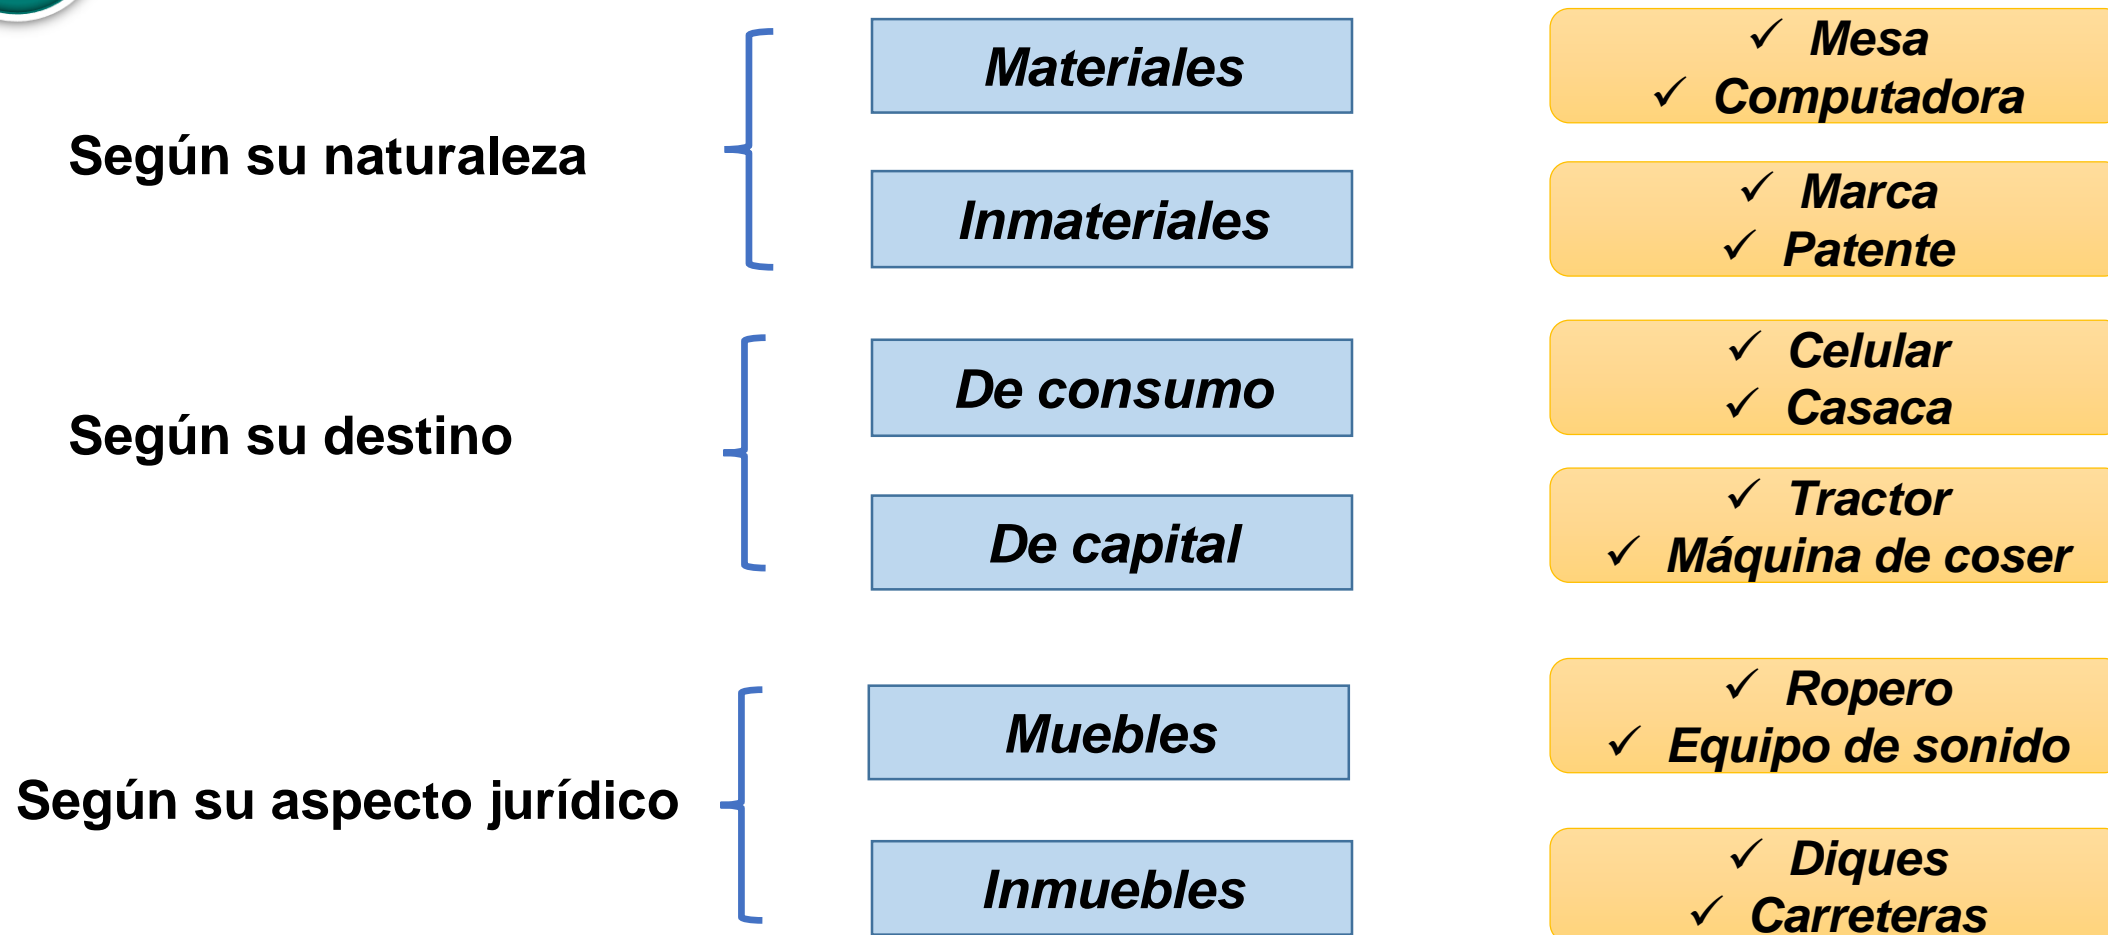 Según su naturaleza
Materiales
✓ Mesa
✓ Computadora
Inmateriales
✓ Marca
✓ Patente
Según su destino
De consumo
✓ Celular
✓ Casaca
De capital
✓ Tractor
✓ Máquina de coser
Según su aspecto jurídico
Muebles
✓ Ropero
✓ Equipo de sonido
Inmuebles
✓ Diques
✓ Carreteras